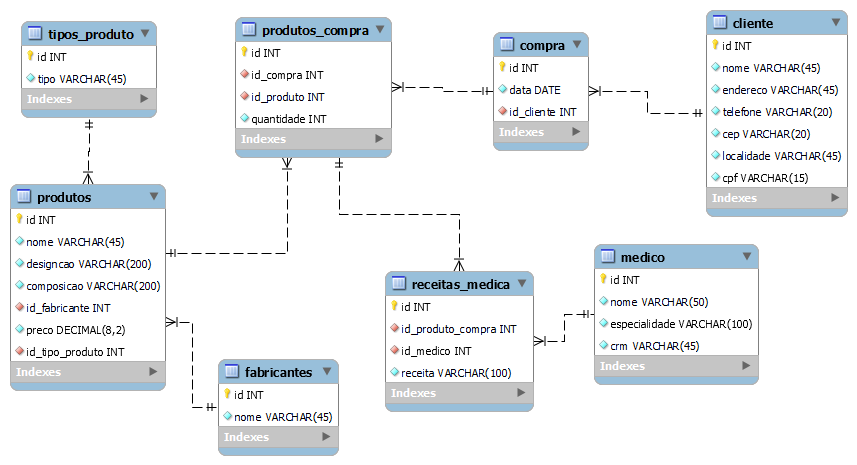 tipos_produto
id INT
tipo VARCHAR(45)
Indexes
produtos_compra
id INT
id_compra INT
id_produto INT
quantidade INT
Indexes
compra
id INT
data DATE
id_cliente INT
Indexes
cliente
id INT
nome VARCHAR(45)
endereco VARCHAR(45)
telefone VARCHAR(20)
cep VARCHAR(20)
localidade VARCHAR(45)
cpf VARCHAR(15)
Indexes
produtos
id INT
nome VARCHAR(45)
designcao VARCHAR(200)
composicao VARCHAR(200)
id_fabricante INT
preco DECIMAL(8,2)
id_tipo_produto INT
Indexes
fabricantes
id INT
nome VARCHAR(45)
Indexes
receitas_medica
id INT
id_produto_compra INT
id_medico INT
receita VARCHAR(100)
Indexes
medico
id INT
nome VARCHAR(50)
especialidade VARCHAR(100)
crm VARCHAR(45)
Indexes